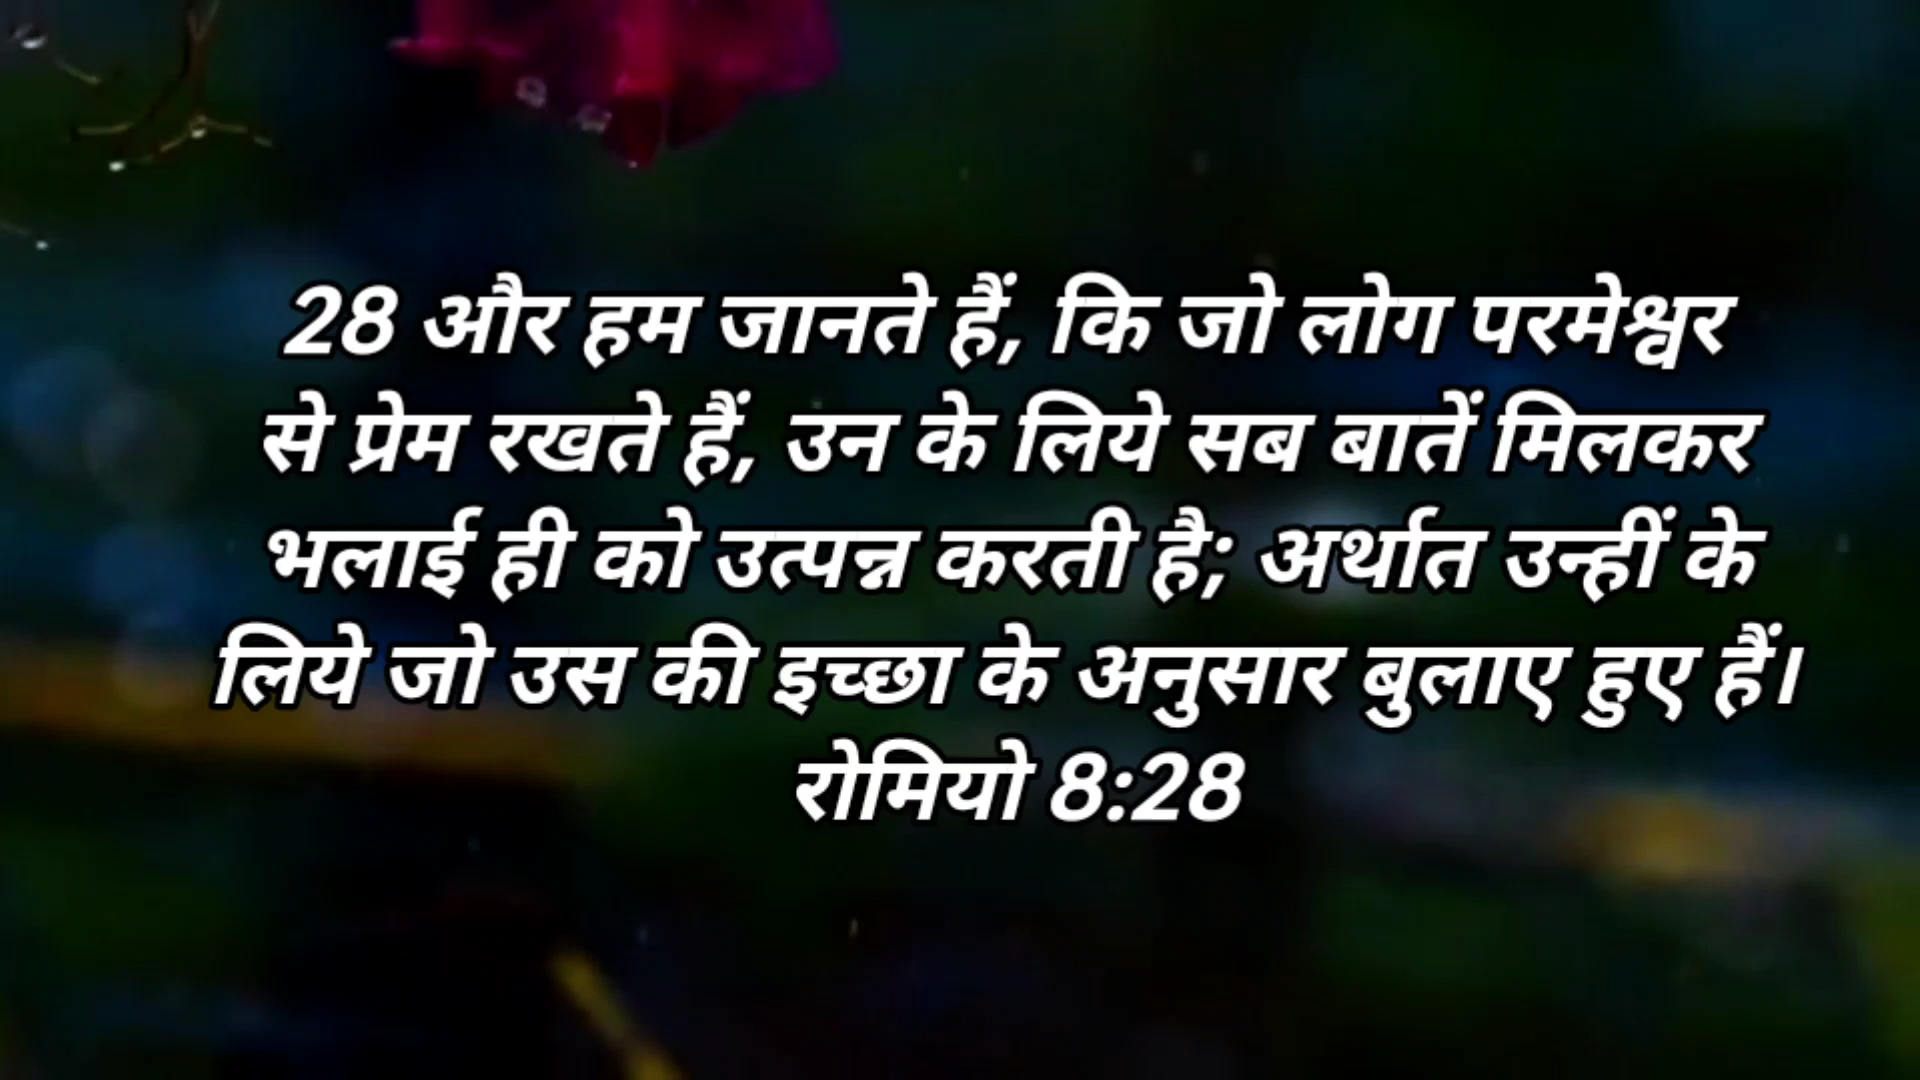 28 और हम जानते हैं, कि जो लोग परमेश्वर
से प्रेम रखते हैं, उन के लिये सब बातें मिलकर
भलाई ही को उत्पन्न करती है; अर्थात उन्हीं के
लिये जो उस की इच्छा के अनुसार बुलाए हुए हैं।
रोमियो 8:28